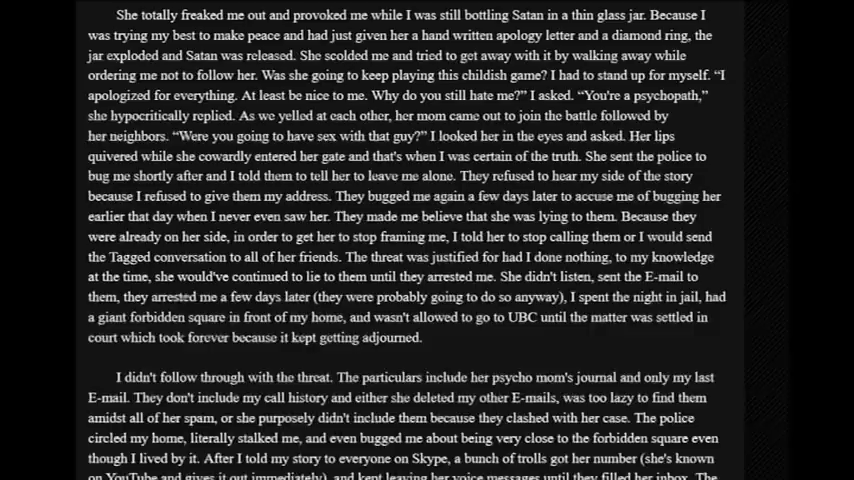 She totally freaked me out and provoked me while I was still bottling Satan in a thin glass jar. Because I
was trying my best to make peace and had just given her a hand written apology letter and a diamond ring, the
jar exploded and Satan was released. She scolded me and tried to get away with it by walking away while
ordering me not to follow her. Was she going to keep playing this childish game? I had to stand up for myself. “I
apologized for everything. At least be nice to me. Why do you still hate me?” I asked. “You're a psychopath,”
she hypocritically replied. As we yelled at each other, her mom came out to join the battle followed by
her neighbors. “Were you going to have sex with that guy?” I looked her in the eyes and asked. Her lips
quivered while she cowardly entered her gate and that's when I was certain of the truth. She sent the police to
bug me shortly after and I told them to tell her to leave me alone. They refused to hear my side of the story
because I refused to give them my address. They bugged me again a few days later to accuse me of bugging her
earlier that day when I never even saw her. They made me believe that she was lying to them. Because they
were already on her side, in order to get her to stop framing me, I told her to stop calling them or I would send
the Tagged conversation to all of her friends. The threat was justified for had I done nothing, to my knowledge
at the time, she would've continued to lie to them until they arrested me. She didn't listen, sent the E-mail to
them, they arrested me a few days later (they were probably going to do so anyway), I spent the night in jail, had
a giant forbidden square in front of my home, and wasn't allowed to go to UBC until the matter was settled in
court which took forever because it kept getting adjourned.
I didn't follow through with the threat. The particulars include her psycho mom's journal and only my last
E-mail. They don't include my call history and either she deleted my other E-mails, was too lazy to find them
amidst all of her spam, or she purposely didn't include them because they clashed with her case. The police
circled my home, literally stalked me, and even bugged me about being very close to the forbidden square even
though I lived by it. After I told my story to everyone on Skype, a bunch of trolls got her number (she's known
on YouTube and gives it out immediately), and kept leaving her voice messages until they filled her inbox. The